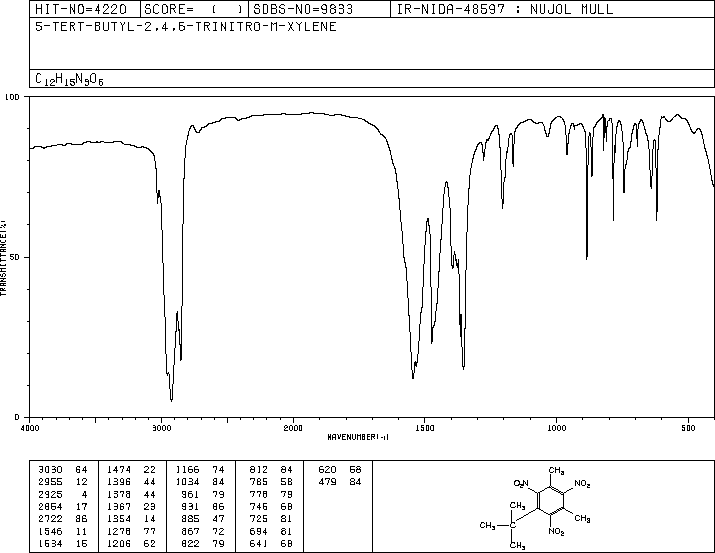 HIT-NO=4220 SCORE= ( ) SDBS-NO=9833 IR-NIDA-48597 : NUJOL MULL
5-TERT-BUTYL-2,4,6-TRINITRO-M-XYLENE
C12H15N3O6
100
50
0
TRANSMITTANCE(%)
4000 3000 2000 1500 1000 500
WAVENUMBER(-1)
3030 64 1474 22 1166 74 812 84 620 58
2955 12 1396 44 1034 84 785 58 479 84
2925 4 1378 44 961 79 778 79
2854 17 1367 29 931 86 746 68
2722 86 1354 14 885 47 725 81
1546 11 1278 77 867 72 694 81
1534 15 1206 62 822 79 641 68
CH3
O2N NO2
CH3
CH3 CH3
NO2
CH3